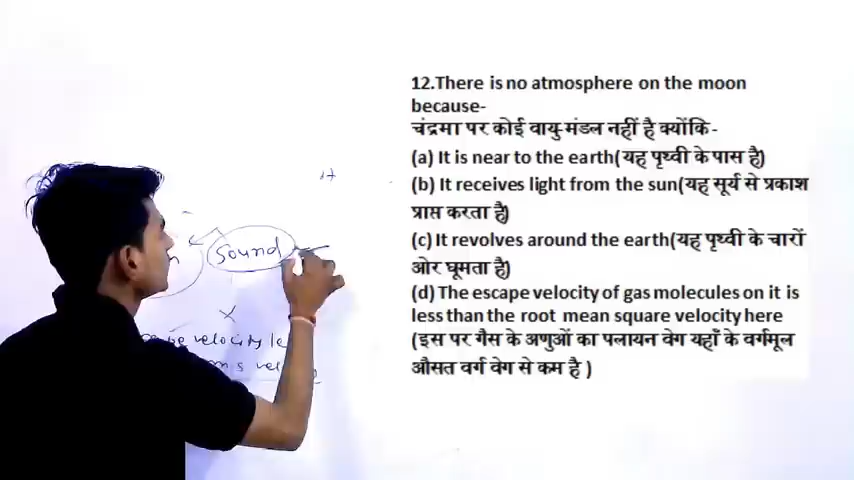 12.There is no atmosphere on the moon
because-
चंद्रमा पर कोई वायु-मंडल नहीं है क्योंकि-
(a) It is near to the earth(यह पृथ्वी के पास है)
(b) It receives light from the sun(यह सूर्य से प्रकाश
प्राप्त करता है)
(c) It revolves around the earth(यह पृथ्वी के चारों
ओर घूमता है)
(d) The escape velocity of gas molecules on it is
less than the root mean square velocity here
(इस पर गैस के अणुओं का पलायन वेग यहाँ के वर्गमूल
औसत वर्ग वेग से कम है )
Sound
velocity